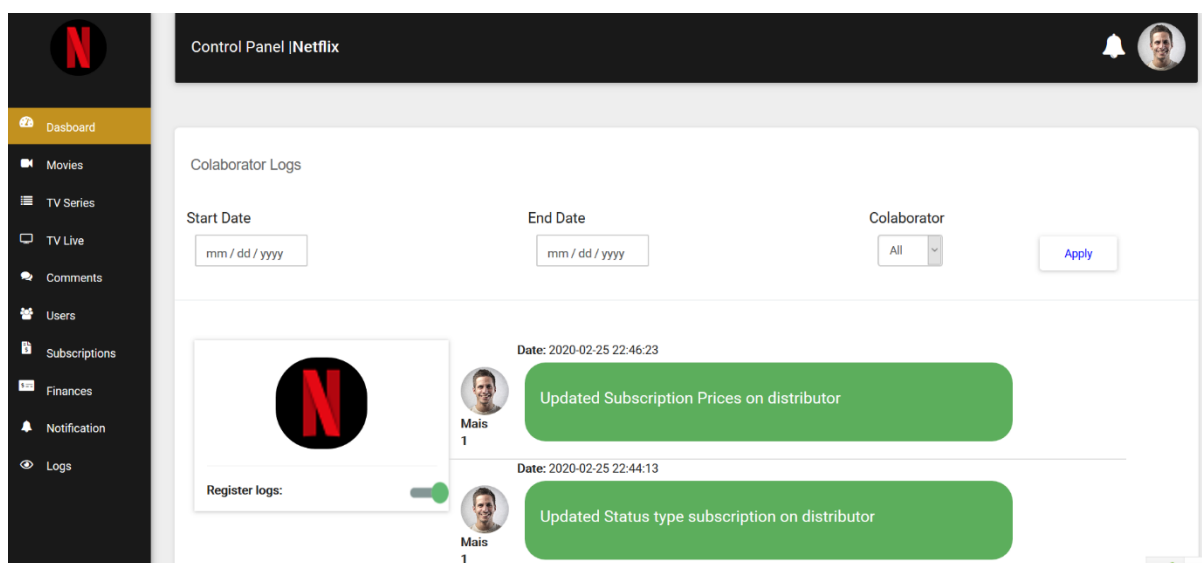 N
Control Panel |Netflix
Dasboard
Movies
TV Series
TV Live
Comments
Users
Subscriptions
Finances
Notification
Logs
Colaborator Logs
Start Date
End Date
Colaborator
mm / dd / yyyy
mm / dd / yyyy
All
Apply
N
Register logs:
Date: 2020-02-25 22:46:23
Updated Subscription Prices on distributor
Mais
1
Date: 2020-02-25 22:44:13
Updated Status type subscription on distributor
Mais
1